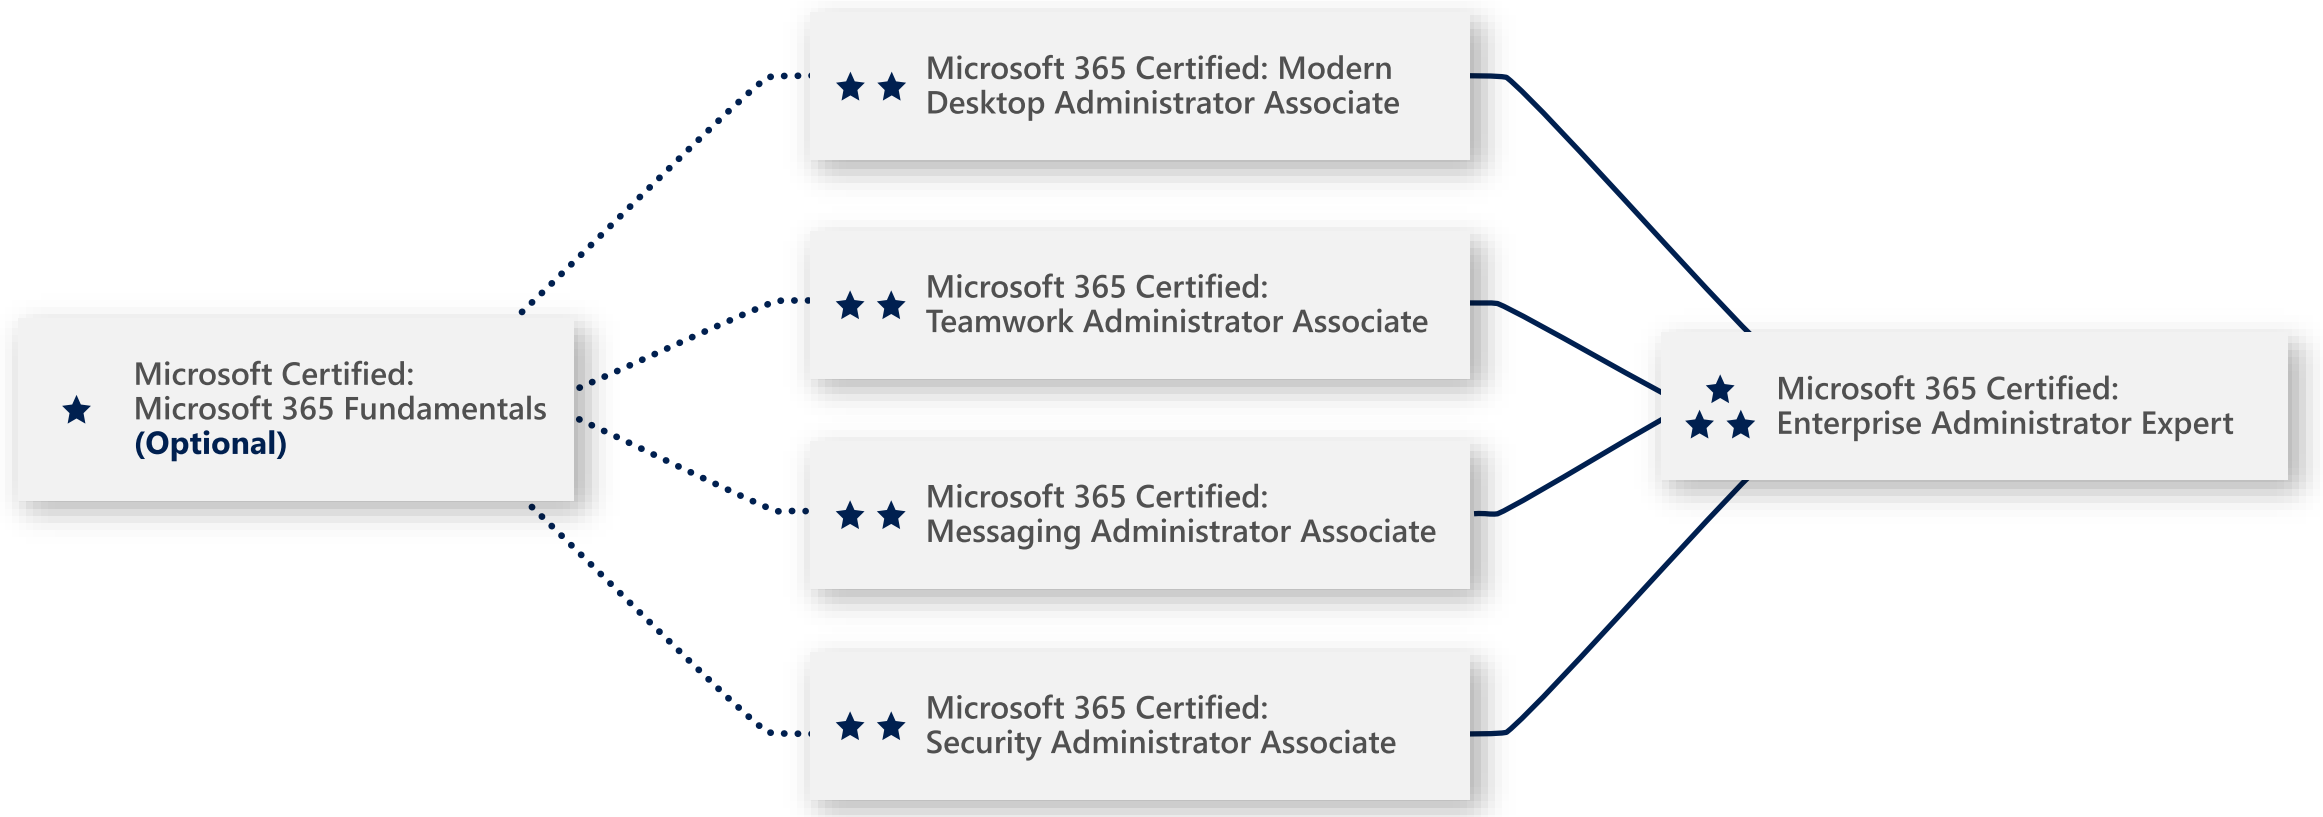 Microsoft 365 Certified: Modern
Desktop Administrator Associate
Microsoft 365 Certified:
Teamwork Administrator Associate
Microsoft Certified:
Microsoft 365 Fundamentals
(Optional)
Microsoft 365 Certified:
Enterprise Administrator Expert
Microsoft 365 Certified:
Messaging Administrator Associate
Microsoft 365 Certified:
Security Administrator Associate